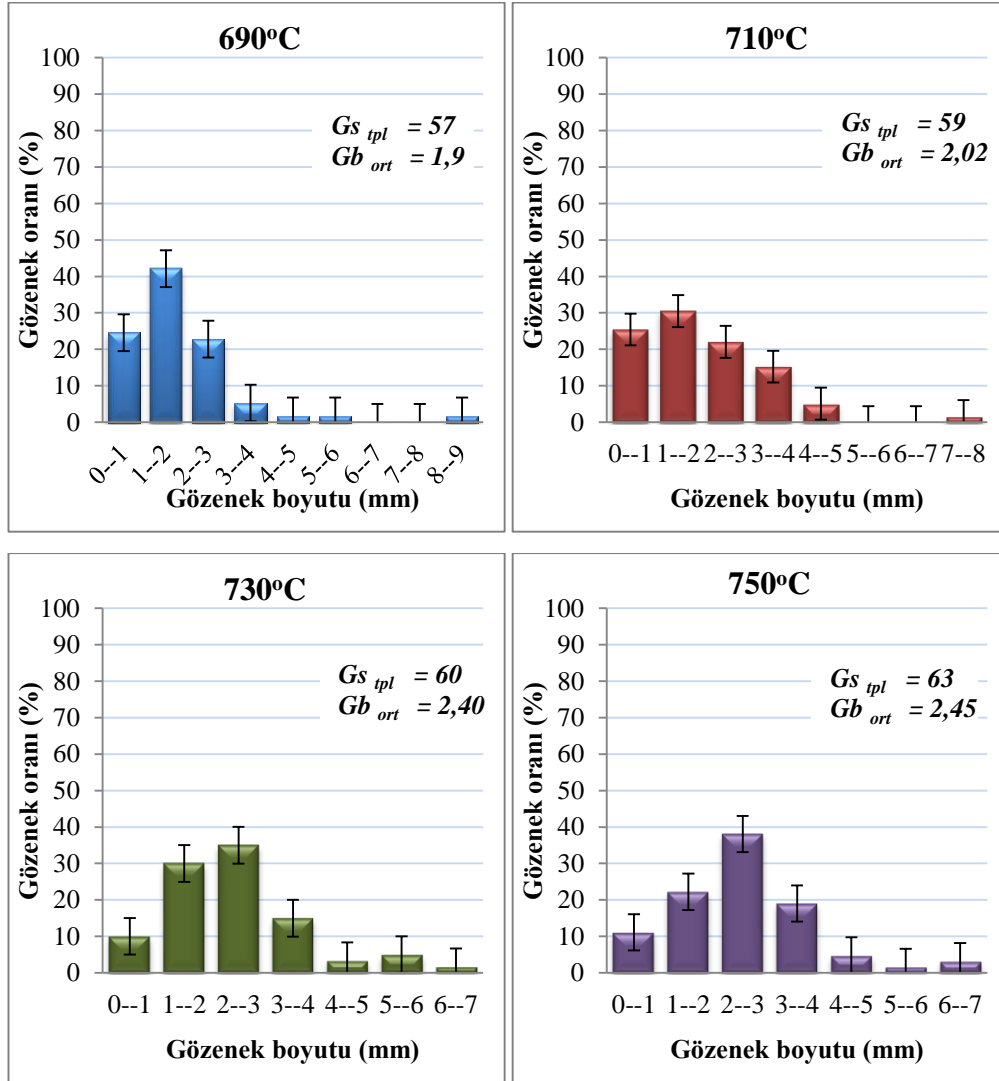 690°C
Gözenek oranı (%)
100
90
80
70
60
50
40
30
20
10
0
Gs tpl = 57
Gb ort = 1,9
0--1 1--2 2--3 3--4 4--5 5--6 6--7 7--8 8--9
Gözenek boyutu (mm)
710°C
Gözenek oranı (%)
100
90
80
70
60
50
40
30
20
10
0
Gs tpl = 59
Gb ort = 2,02
0--1 1--2 2--3 3--4 4--5 5--6 6--7 7--8
Gözenek boyutu (mm)
730°C
Gözenek oranı (%)
100
90
80
70
60
50
40
30
20
10
0
Gs tpl = 60
Gb ort = 2,40
0--1 1--2 2--3 3--4 4--5 5--6 6--7
Gözenek boyutu (mm)
750°C
Gözenek oranı (%)
100
90
80
70
60
50
40
30
20
10
0
Gs tpl = 63
Gb ort = 2,45
0--1 1--2 2--3 3--4 4--5 5--6 6--7
Gözenek boyutu (mm)